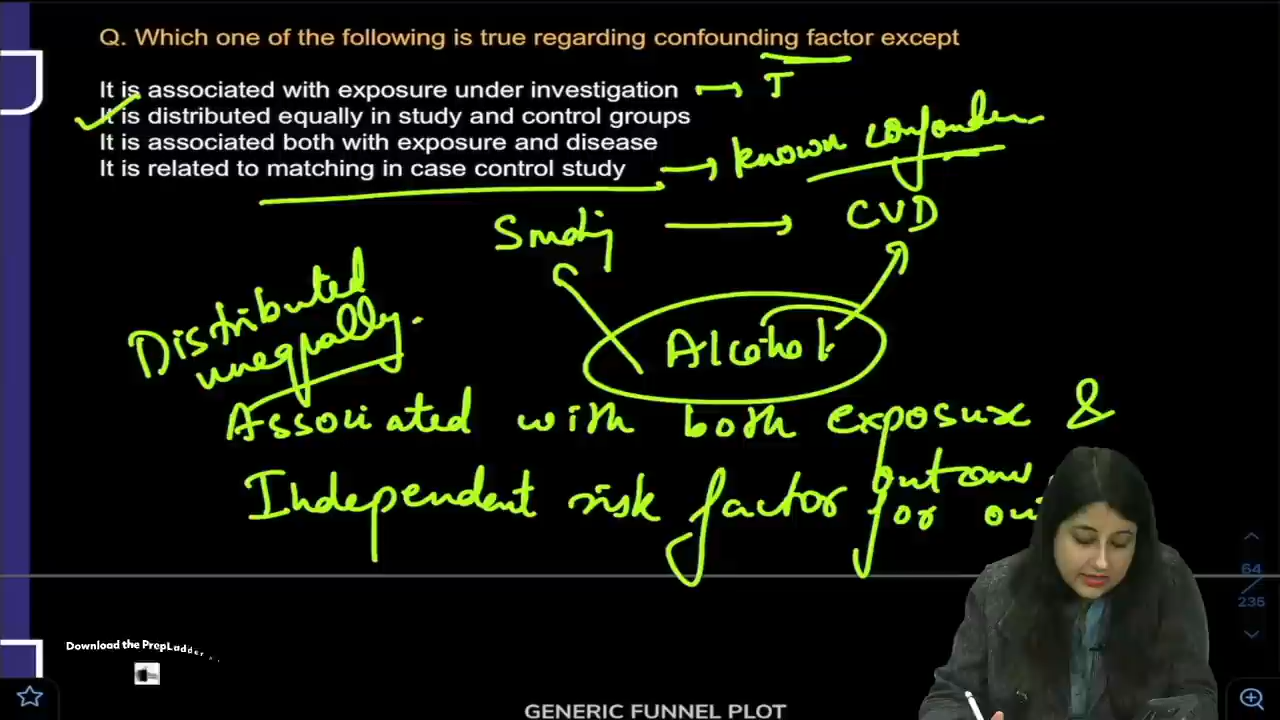 Q. Which one of the following is true regarding confounding factor except
It is associated with exposure under investigation → T
It is distributed equally in study and control groups
It is associated both with exposure and disease
It is related to matching in case control study → known confounder
→ CVD
Alcohol
Distributed
unequally.
Associated with both exposure &
outcome
Independent risk factor for
Download the PrepLadder
64
236
GENERIC FUNNEL PLOT